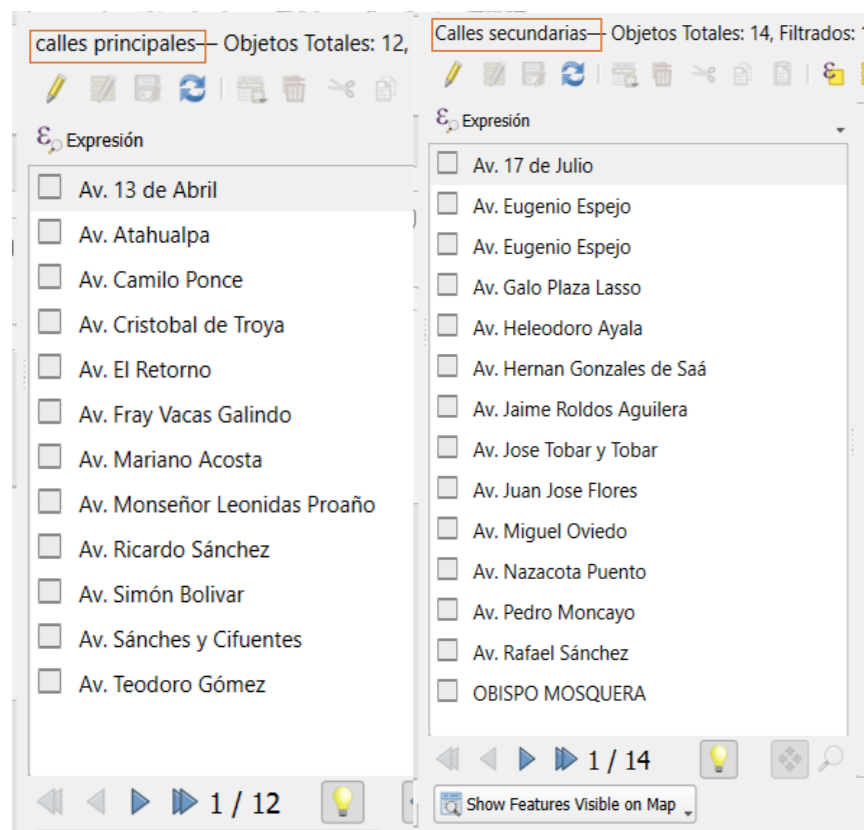 calles principales— Objetos Totales: 12,
Expresión
Av. 13 de Abril
Av. Atahualpa
Av. Camilo Ponce
Av. Cristobal de Troya
Av. El Retorno
Av. Fray Vacas Galindo
Av. Mariano Acosta
Av. Monseñor Leonidas Proaño
Av. Ricardo Sánchez
Av. Simón Bolivar
Av. Sánches y Cifuentes
Av. Teodoro Gómez
1 / 12
Calles secundarias— Objetos Totales: 14, Filtrados:
Expresión
Av. 17 de Julio
Av. Eugenio Espejo
Av. Eugenio Espejo
Av. Galo Plaza Lasso
Av. Heleodoro Ayala
Av. Hernan Gonzales de Saá
Av. Jaime Roldos Aguilera
Av. Jose Tobar y Tobar
Av. Juan Jose Flores
Av. Miguel Oviedo
Av. Nazacota Puento
Av. Pedro Moncayo
Av. Rafael Sánchez
OBISPO MOSQUERA
1 / 14
Show Features Visible on Map